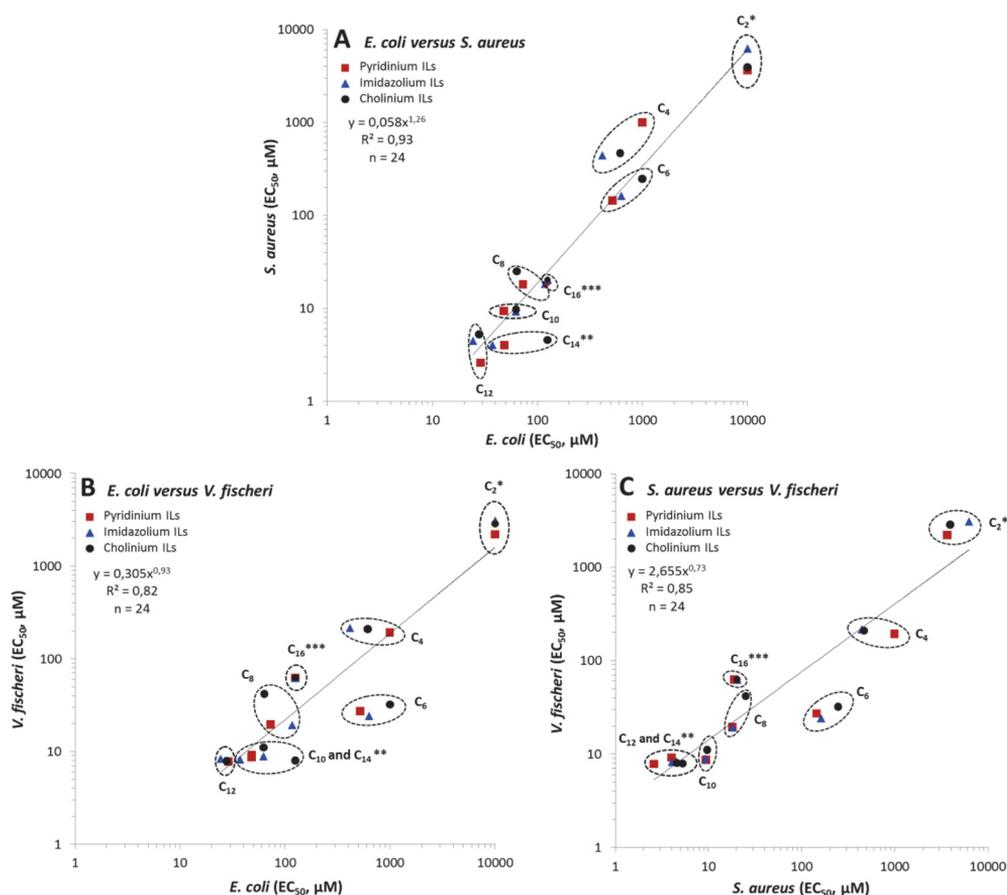 A E. coli versus S. aureus
Pyridinium ILs
Imidazolium ILs
Cholinium ILs
y = 0,058x^1,26
R² = 0,93
n = 24
10000
1000
100
10
1
S. aureus (EC₅₀, µM)
C₂*
C₄
C₆
C₈
C₁₆***
C₁₀
C₁₄**
C₁₂
1 10 100 1000 10000
E. coli (EC₅₀, µM)
B E. coli versus V. fischeri
Pyridinium ILs
Imidazolium ILs
Cholinium ILs
y = 0,305x^0,93
R² = 0,82
n = 24
10000
1000
100
10
1
V. fischeri (EC₅₀, µM)
C₂*
C₄
C₁₆***
C₈
C₆
C₁₀ and C₁₄**
C₁₂
1 10 100 1000 10000
E. coli (EC₅₀, µM)
C S. aureus versus V. fischeri
Pyridinium ILs
Imidazolium ILs
Cholinium ILs
y = 2,655x^0,73
R² = 0,85
n = 24
10000
1000
100
10
1
V. fischeri (EC₅₀, µM)
C₂*
C₄
C₁₆***
C₆
C₈
C₁₂ and C₁₄**
C₁₀
1 10 100 1000 10000
S. aureus (EC₅₀, µM)